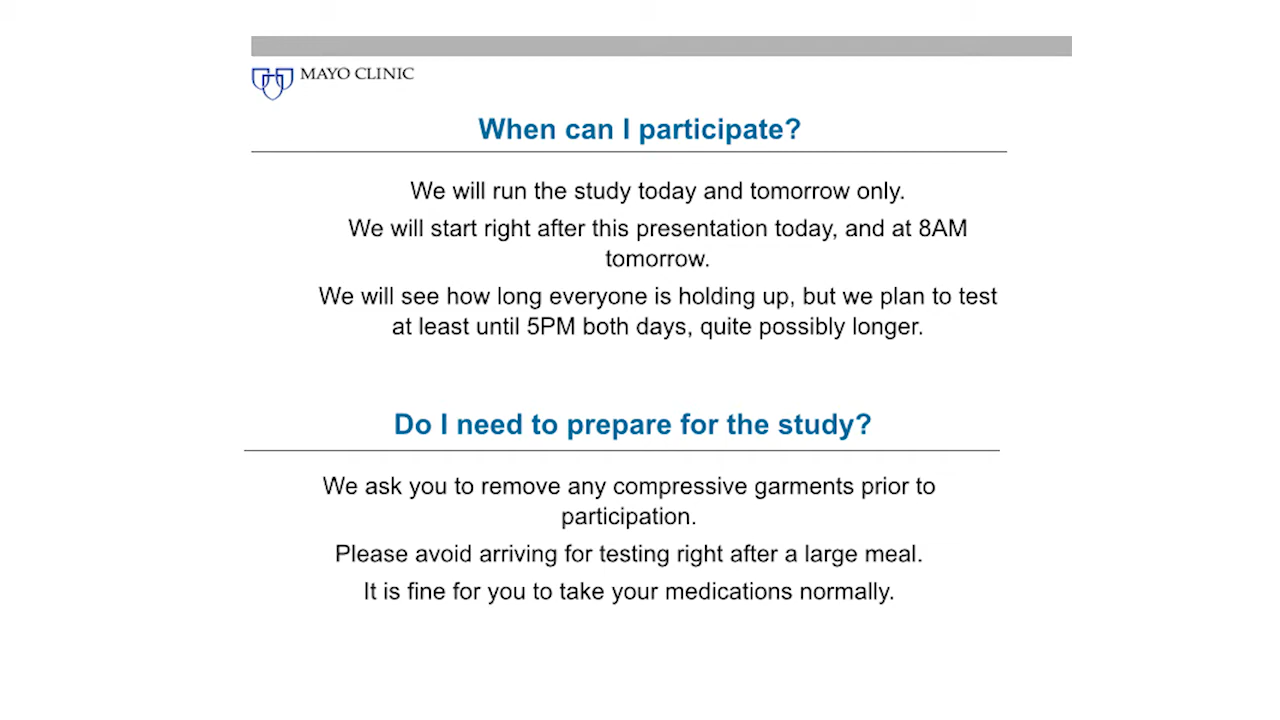 MAYO CLINIC
When can I participate?
We will run the study today and tomorrow only.
We will start right after this presentation today, and at 8AM
tomorrow.
We will see how long everyone is holding up, but we plan to test
at least until 5PM both days, quite possibly longer.
Do I need to prepare for the study?
We ask you to remove any compressive garments prior to
participation.
Please avoid arriving for testing right after a large meal.
It is fine for you to take your medications normally.